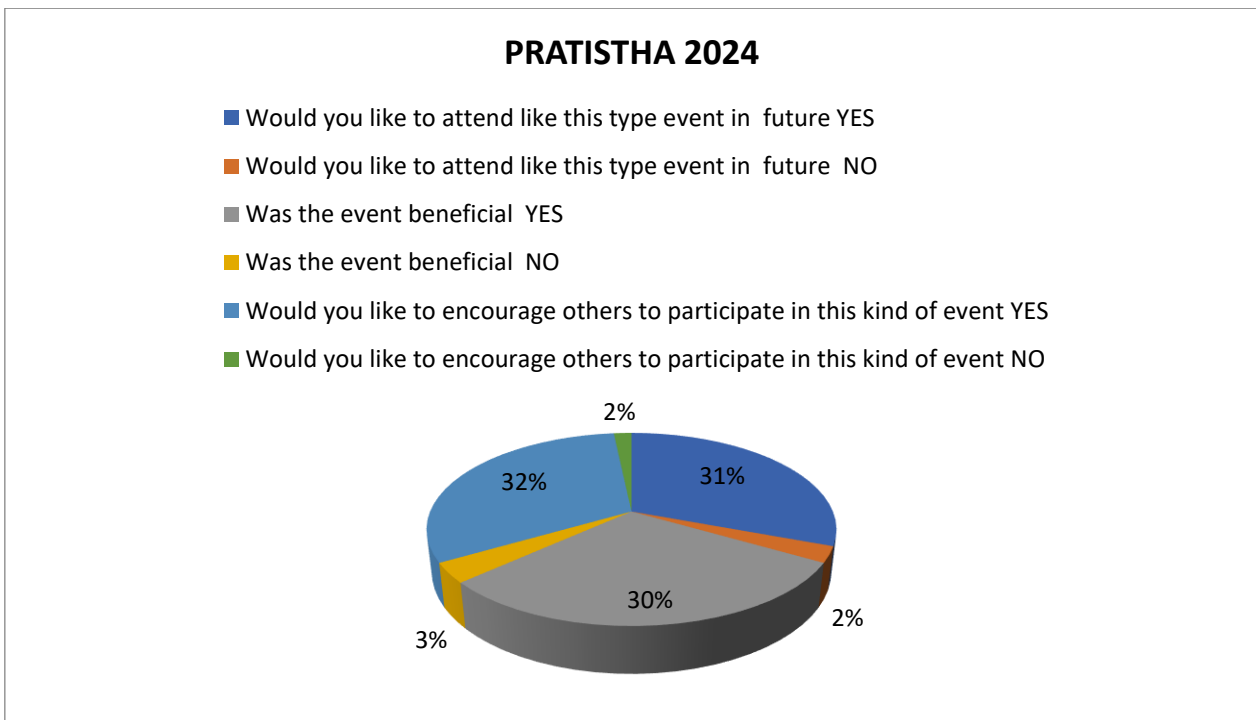 PRATISTHA 2024
Would you like to attend like this type event in  future YES
Would you like to attend like this type event in  future  NO
Was the event beneficial  YES
Was the event beneficial  NO
Would you like to encourage others to participate in this kind of event YES
Would you like to encourage others to participate in this kind of event NO
2%
32%
31%
30%
2%
3%